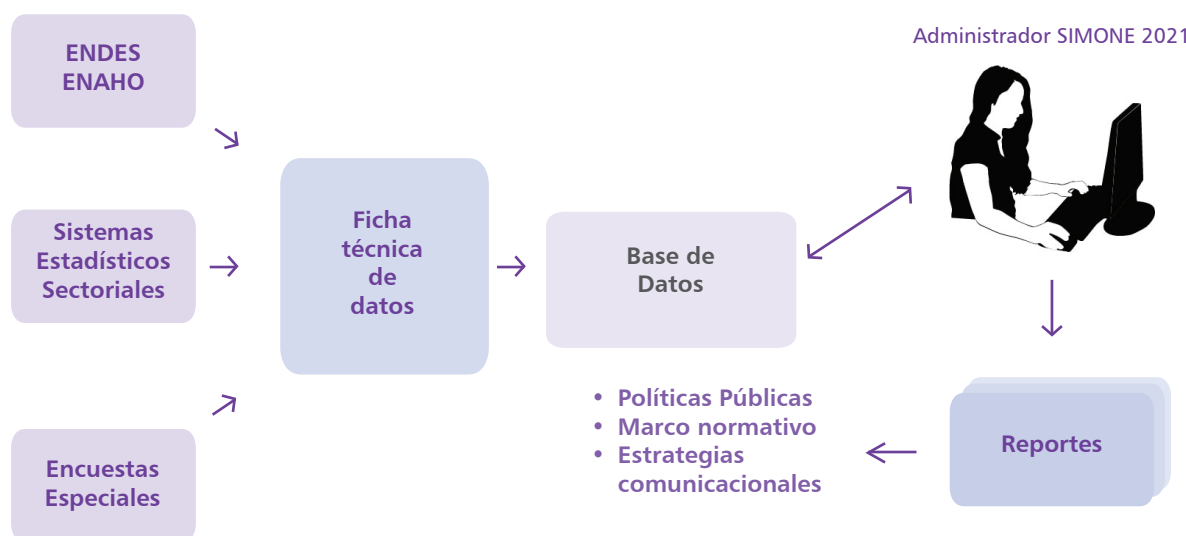 ENDES
ENAHO
Sistemas
Estadísticos
Sectoriales
Encuestas
Especiales
Ficha
técnica
de
datos
Base de
Datos
Administrador SIMONE 2021
Reportes
• Políticas Públicas
• Marco normativo
• Estrategias
comunicacionales